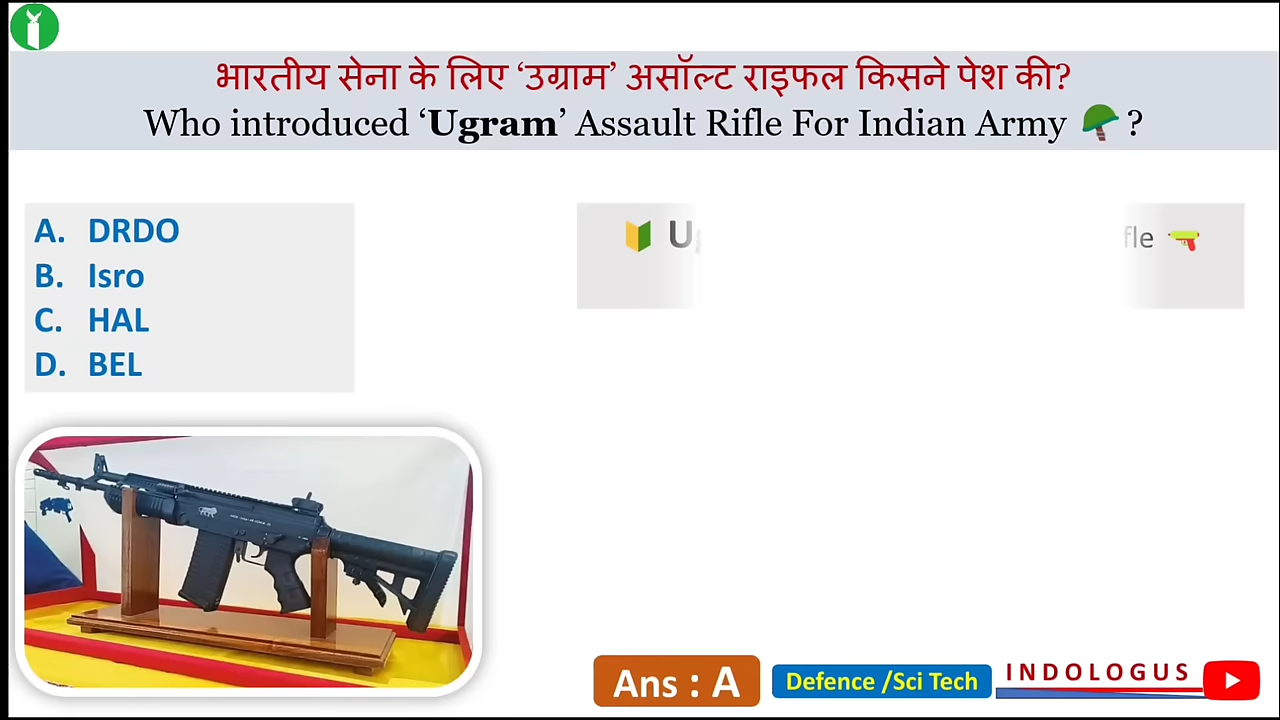 भारतीय सेना के लिए ‘उग्राम’ असॉल्ट राइफल किसने पेश की?
Who introduced ‘Ugram’ Assault Rifle For Indian Army ?
A. DRDO
B. Isro
C. HAL
D. BEL
Ans : A
Defence /Sci Tech
INDOLOGUS